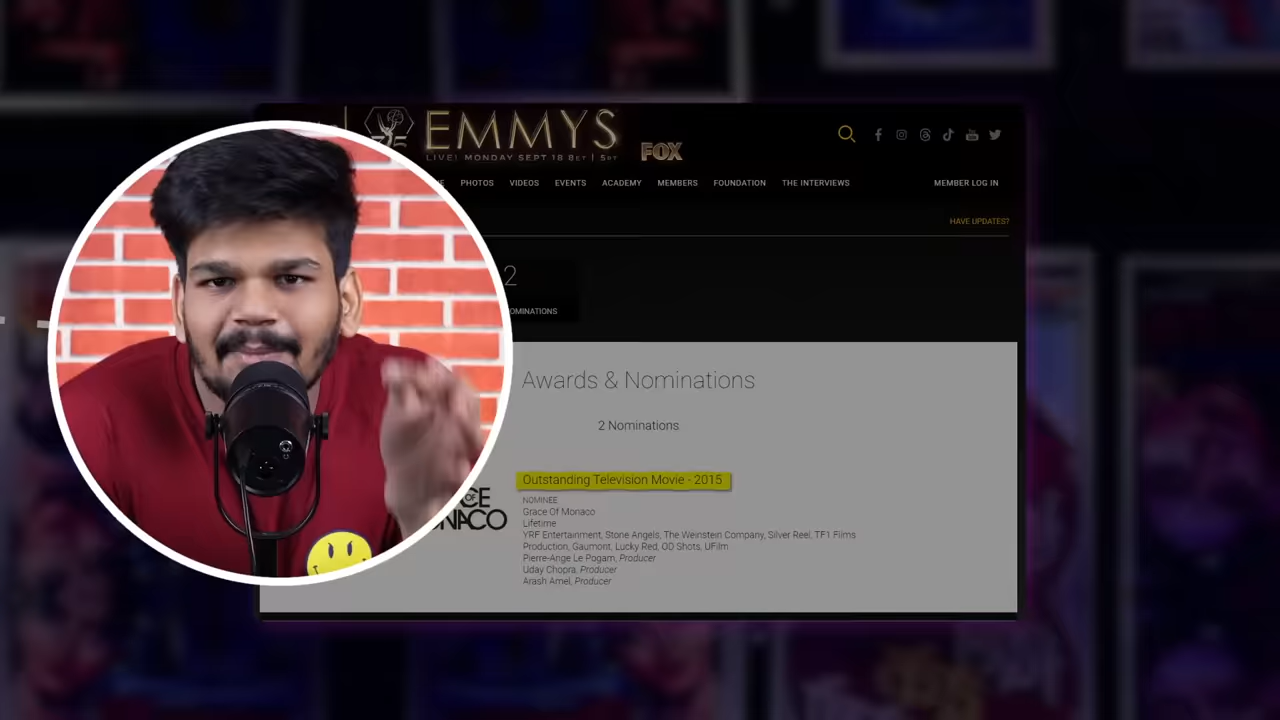 EMMYS
LIVE! MONDAY SEPT 18 8ET | 5PT
FOX
PHOTOS VIDEOS EVENTS ACADEMY MEMBERS FOUNDATION THE INTERVIEWS MEMBER LOG IN
HAVE UPDATES?
2
OMINATIONS
Awards & Nominations
2 Nominations
Outstanding Television Movie - 2015
NOMINEE
Grace Of Monaco
Lifetime
YRF Entertainment, Stone Angels, The Weinstein Company, Silver Reel, TF1 Films
Production, Gaumont, Lucky Red, OD Shots, UFilm
Pierre-Ange Le Pogam, Producer
Uday Chopra, Producer
Arash Amel, Producer
CE
OF
NACO